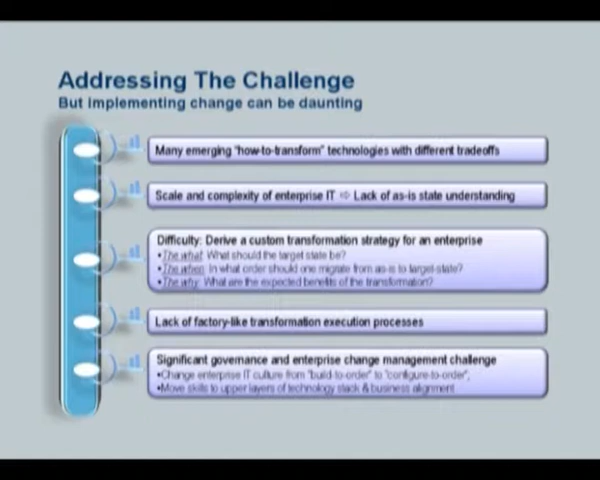 Addressing The Challenge
But implementing change can be daunting
Many emerging "how-to-transform" technologies with different tradeoffs
Scale and complexity of enterprise IT ⇨ Lack of as-is state understanding
Difficulty: Derive a custom transformation strategy for an enterprise
•The what: What should the target state be?
•The when: In what order should one migrate from as-is to target-state?
•The why: What are the expected benefits of the transformation?
Lack of factory-like transformation execution processes
Significant governance and enterprise change management challenge
•Change enterprise IT culture from "build-to-order" to "configure-to-order",
•Move skills to upper layers of technology stack & business alignment